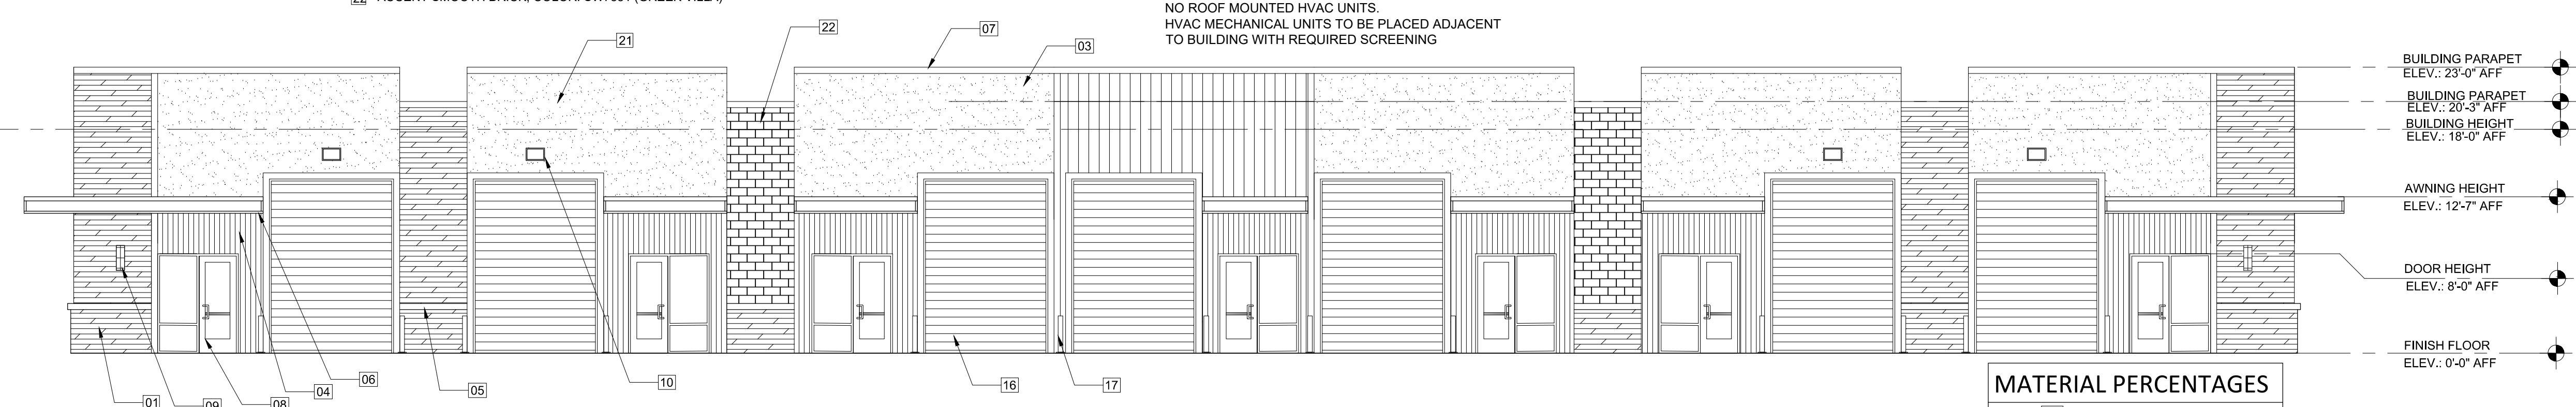 22
NO ROOF MOUNTED HVAC UNITS.
HVAC MECHANICAL UNITS TO BE PLACED ADJACENT
TO BUILDING WITH REQUIRED SCREENING
21
22
07
03
BUILDING PARAPET
ELEV.: 23'-0" AFF
BUILDING PARAPET
ELEV.: 20'-3" AFF
BUILDING HEIGHT
ELEV.: 18'-0" AFF
AWNING HEIGHT
ELEV.: 12'-7" AFF
DOOR HEIGHT
ELEV.: 8'-0" AFF
FINISH FLOOR
ELEV.: 0'-0" AFF
01
09
08
04
06
05
10
16
17
MATERIAL PERCENTAGES